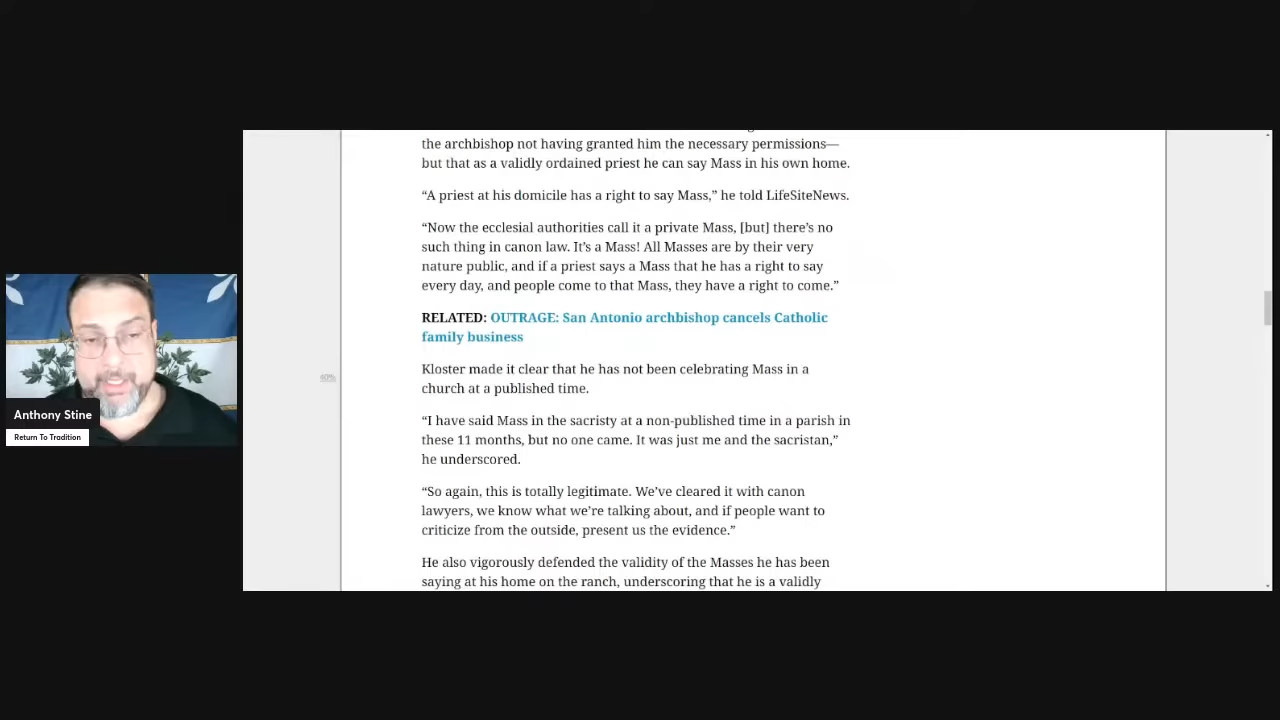 the archbishop not having granted him the necessary permissions—
but that as a validly ordained priest he can say Mass in his own home.
“A priest at his domicile has a right to say Mass,” he told LifeSiteNews.
“Now the ecclesial authorities call it a private Mass, [but] there’s no
such thing in canon law. It’s a Mass! All Masses are by their very
nature public, and if a priest says a Mass that he has a right to say
every day, and people come to that Mass, they have a right to come.”
RELATED: OUTRAGE: San Antonio archbishop cancels Catholic
family business
Kloster made it clear that he has not been celebrating Mass in a
church at a published time.
“I have said Mass in the sacristy at a non-published time in a parish in
these 11 months, but no one came. It was just me and the sacristan,”
he underscored.
“So again, this is totally legitimate. We’ve cleared it with canon
lawyers, we know what we’re talking about, and if people want to
criticize from the outside, present us the evidence.”
He also vigorously defended the validity of the Masses he has been
saying at his home on the ranch, underscoring that he is a validly
40%
Anthony Stine
Return To Tradition